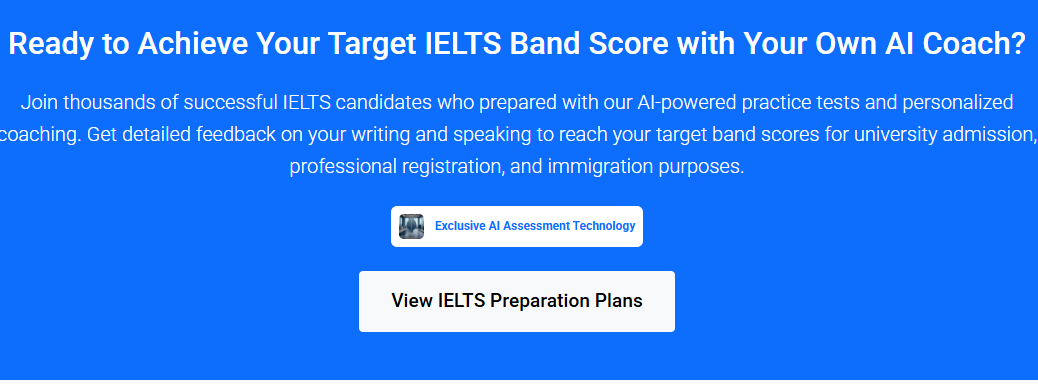 Ready to Achieve Your Target IELTS Band Score with Your Own AI Coach?
Join thousands of successful IELTS candidates who prepared with our AI-powered practice tests and personalized
coaching. Get detailed feedback on your writing and speaking to reach your target band scores for university admission,
professional registration, and immigration purposes.
Exclusive AI Assessment Technology
View IELTS Preparation Plans